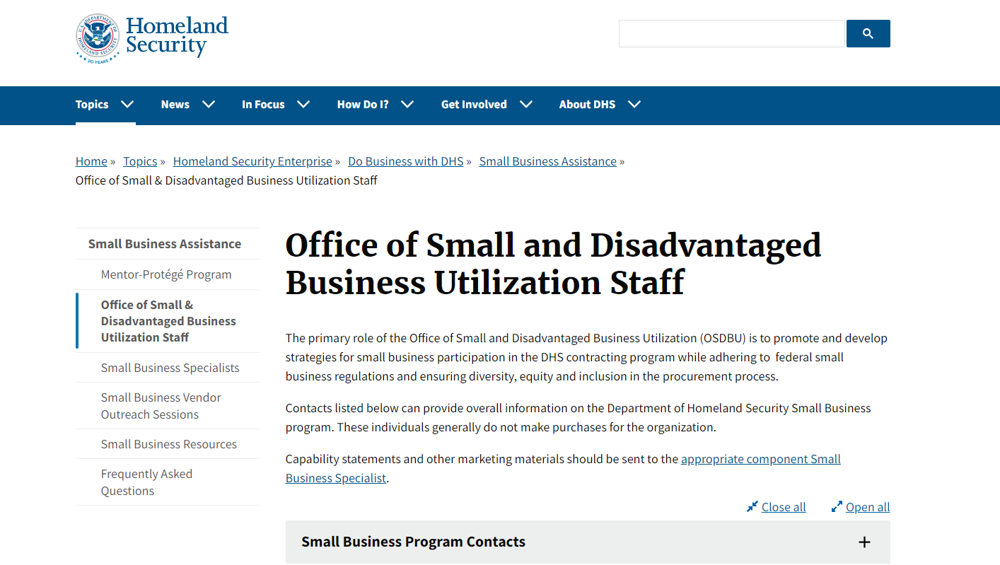 U.S. DEPARTMENT OF HOMELAND SECURITY
20 YEARS
Homeland
Security
Topics
News
In Focus
How Do I?
Get Involved
About DHS
Home » Topics » Homeland Security Enterprise » Do Business with DHS » Small Business Assistance »
Office of Small & Disadvantaged Business Utilization Staff
Small Business Assistance
Mentor-Protégé Program
Office of Small &
Disadvantaged Business
Utilization Staff
Small Business Specialists
Small Business Vendor
Outreach Sessions
Small Business Resources
Frequently Asked
Questions
Office of Small and Disadvantaged
Business Utilization Staff
The primary role of the Office of Small and Disadvantaged Business Utilization (OSDBU) is to promote and develop
strategies for small business participation in the DHS contracting program while adhering to  federal small
business regulations and ensuring diversity, equity and inclusion in the procurement process.
Contacts listed below can provide overall information on the Department of Homeland Security Small Business
program. These individuals generally do not make purchases for the organization.
Capability statements and other marketing materials should be sent to the appropriate component Small
Business Specialist.
Close all
Open all
Small Business Program Contacts